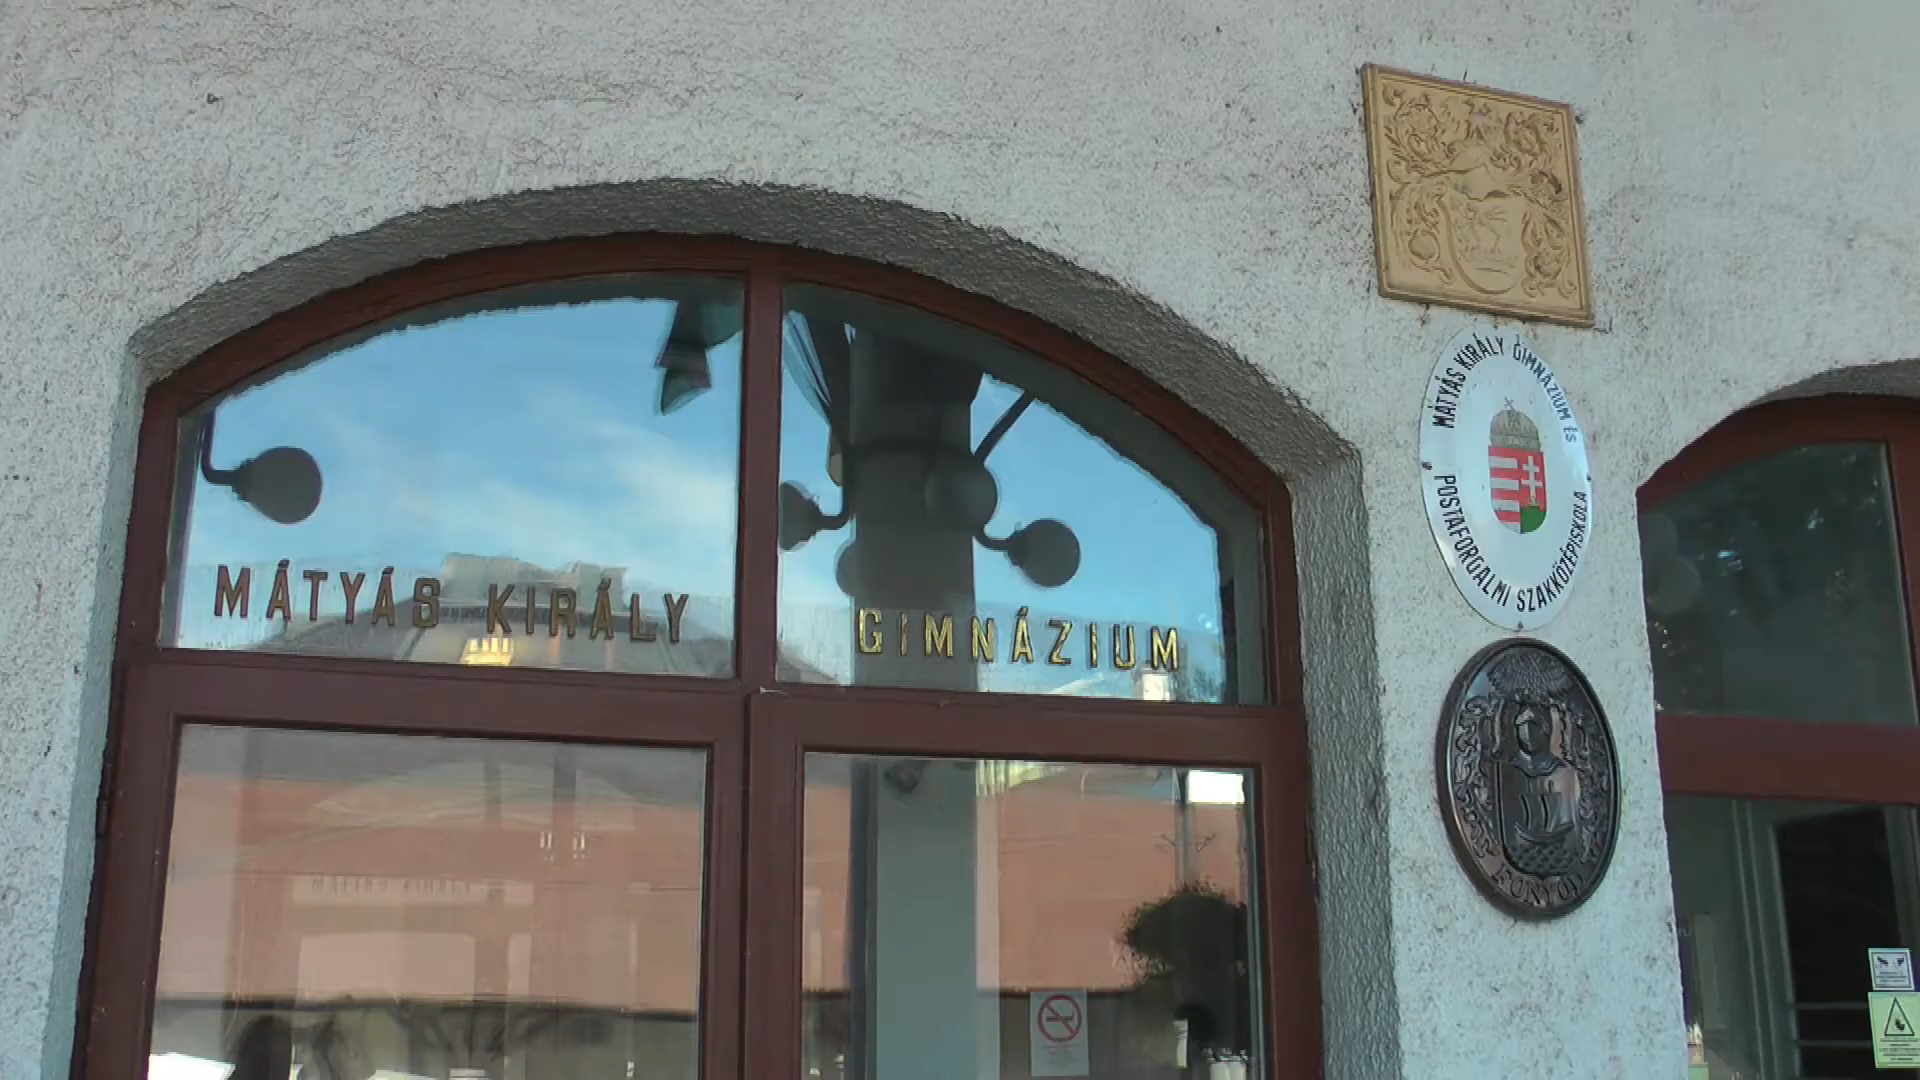 MÁTYÁS KIRÁLY GIMNÁZIUM
MÁTYÁS KIRÁLY GIMNÁZIUM ÉS
POSTAFORGALMI SZAKKÖZÉPISKOLA
FONYÓD